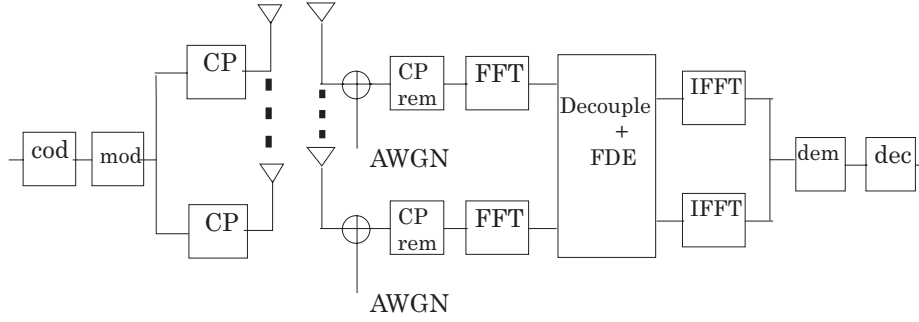 CP
CP
rem
FFT
IFFT
Decouple
+
FDE
cod
mod
AWGN
dem
dec
CP
CP
rem
FFT
IFFT
AWGN